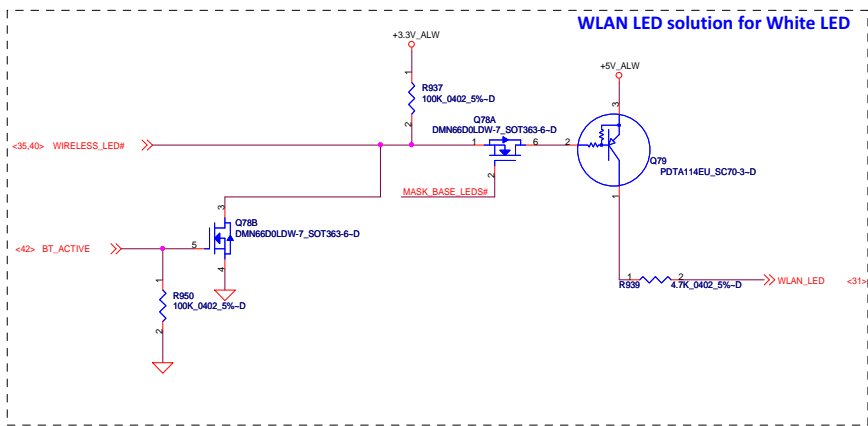 WLAN LED solution for White LED
+3.3V_ALW
+5V_ALW
1
R937
100K_0402_5%~D
2
3
Q78A
DMN66D0LDW-7_SOT363-6~D
<35,40> WIRELESS_LED#
1
6
2
Q79
PDTA114EU_SC70-3~D
2
MASK_BASE_LEDS#
1
3
Q78B
DMN66D0LDW-7_SOT363-6~D
<42> BT_ACTIVE
5
4
1
R950
100K_0402_5%~D
2
1
2
R939
4.7K_0402_5%~D
WLAN_LED <31>